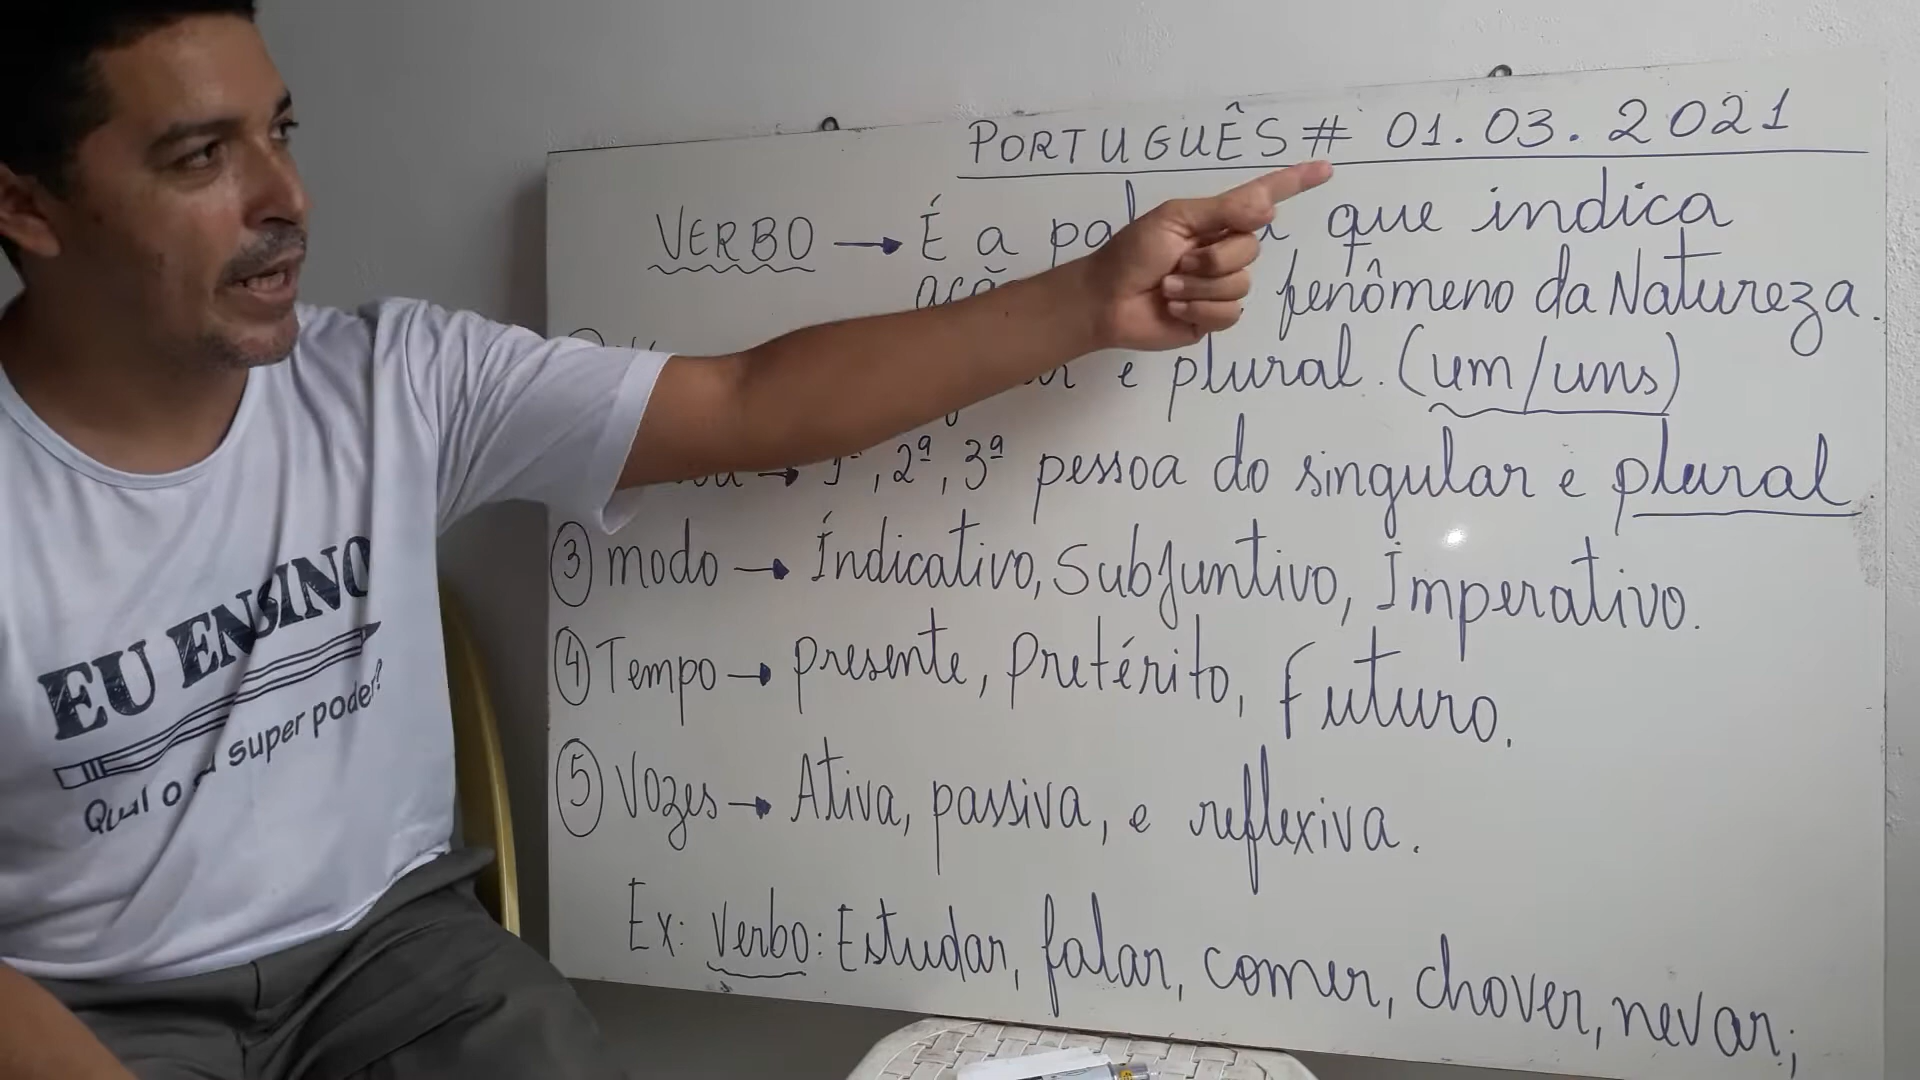 PORTUGUÊS # 01.03.2021
VERBO → É a que indica
fenômeno da Natureza.
e plural. (um/uns)
→ 1ª, 2ª, 3ª pessoa do singular e plural
③ modo → Indicativo, Subjuntivo, Imperativo.
④ Tempo → presente, Pretérito, Futuro.
⑤ Vozes → Ativa, passiva, e reflexiva.
Ex: Verbo: Estudar, falar, comer, chover, nevar;
EU ENSINO
Qual o super poder?